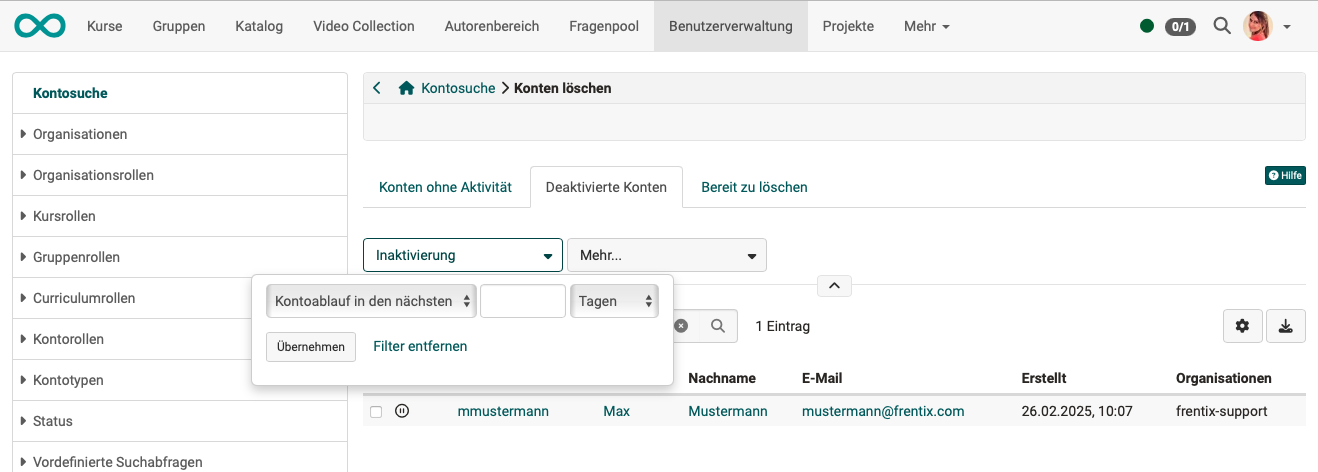 Kurse Gruppen Katalog Video Collection Autorenbereich Fragenpool Benutzerverwaltung Projekte Mehr 0/1
Kontosuche
Organisationen
Organisationsrollen
Kursrollen
Gruppenrollen
Curriculumrollen
Kontorollen
Kontotypen
Status
Vordefinierte Suchabfragen
Kontosuche Konten löschen
Konten ohne Aktivität Deaktivierte Konten Bereit zu löschen Hilfe
Inaktivierung Mehr...
Kontoablauf in den nächsten Tagen
Übernehmen Filter entfernen
1 Eintrag
Nachname E-Mail Erstellt Organisationen
mmustermann Max Mustermann mustermann@frentix.com 26.02.2025, 10:07 frentix-support